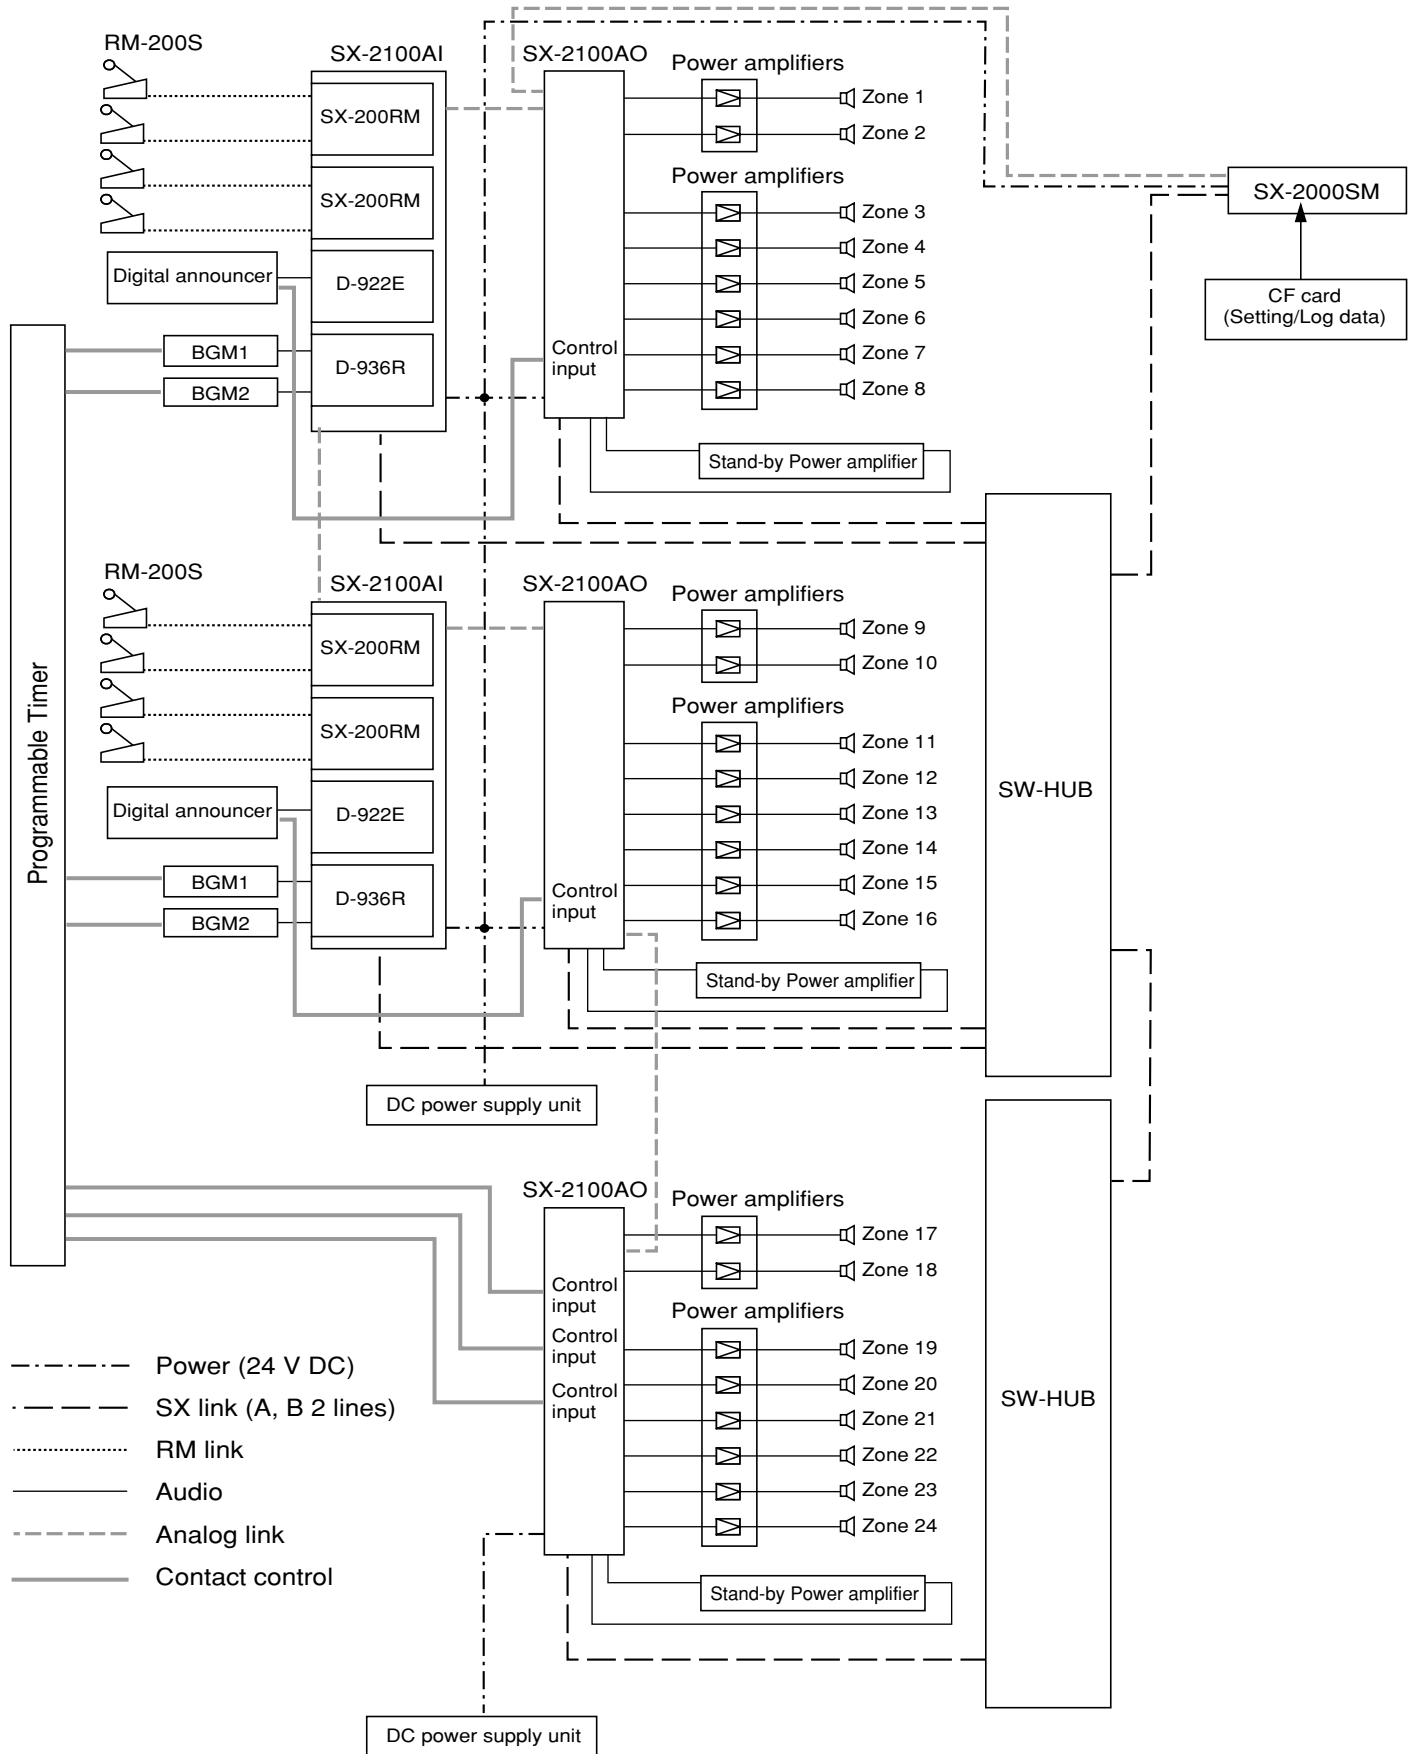 RM-200S
SX-2100AI
SX-2100AO
Power amplifiers
SX-200RM
Zone 1
Zone 2
Power amplifiers
SX-200RM
Zone 3
Zone 4
SX-2000SM
Digital announcer
D-922E
Zone 5
Zone 6
CF card
(Setting/Log data)
BGM1
D-936R
Control
input
Zone 7
BGM2
Zone 8
Stand-by Power amplifier
RM-200S
SX-2100AI
SX-2100AO
Power amplifiers
SX-200RM
Zone 9
Zone 10
Power amplifiers
SX-200RM
Zone 11
Zone 12
Programmable Timer
Digital announcer
D-922E
Zone 13
Zone 14
SW-HUB
BGM1
D-936R
Control
input
Zone 15
BGM2
Zone 16
Stand-by Power amplifier
DC power supply unit
SX-2100AO
Power amplifiers
Zone 17
Zone 18
Control
input
Power amplifiers
Control
input
Zone 19
Control
input
Zone 20
Zone 21
Zone 22
Zone 23
Zone 24
SW-HUB
Power (24 V DC)
SX link (A, B 2 lines)
RM link
Audio
Analog link
Contact control
Stand-by Power amplifier
DC power supply unit